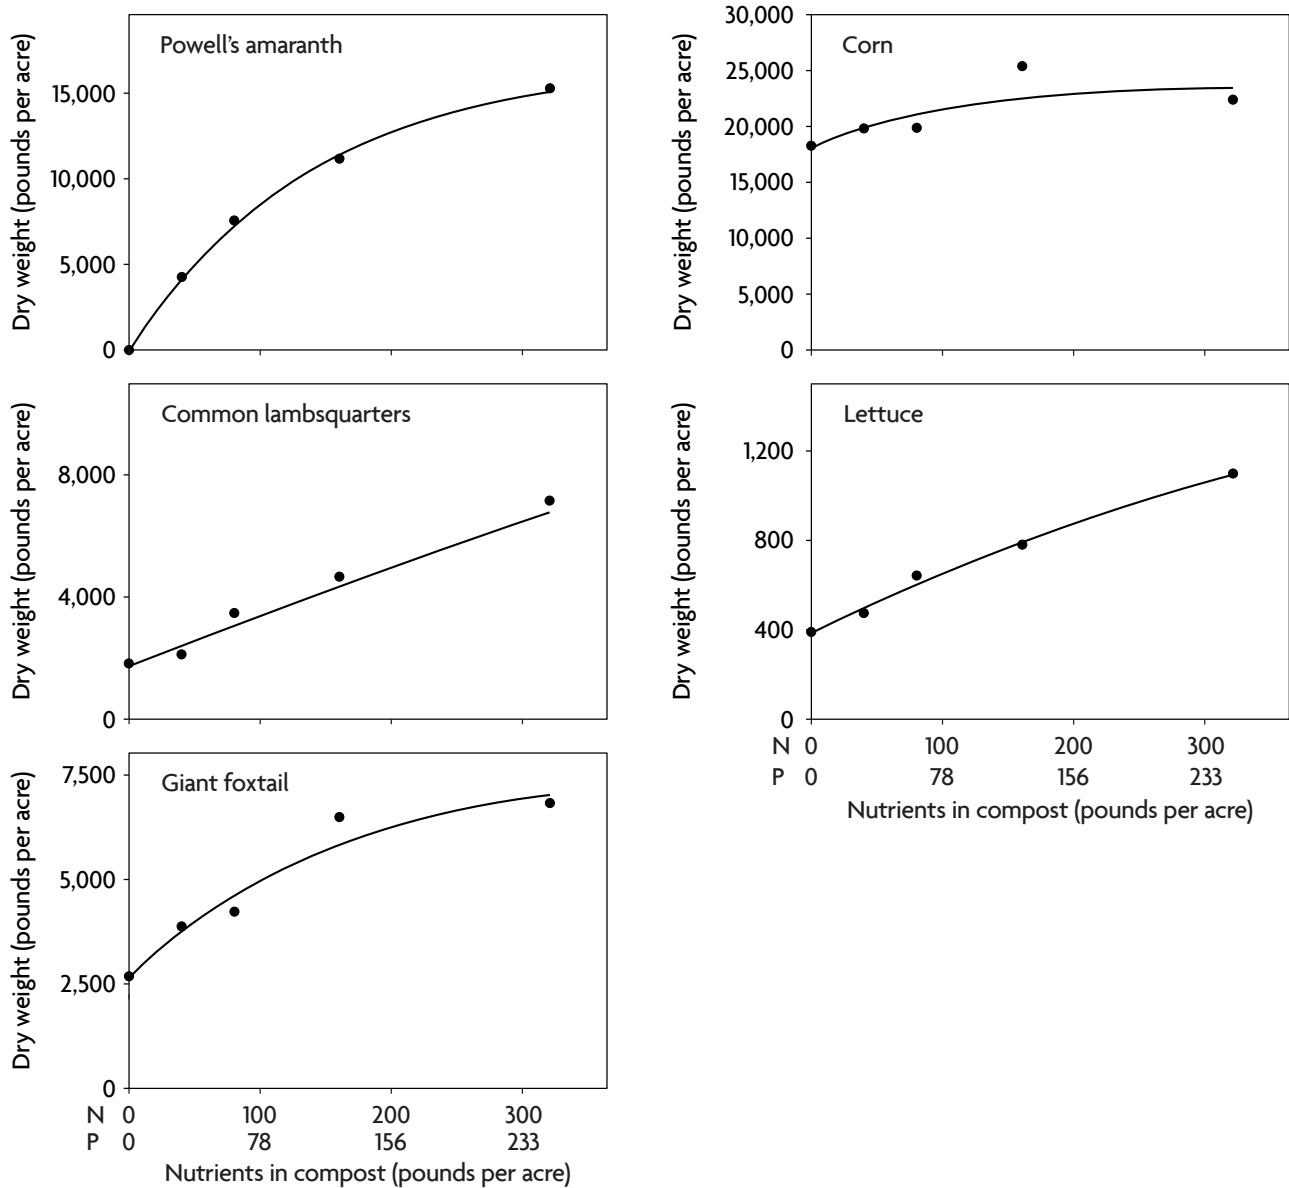 Powell's amaranth
Dry weight (pounds per acre)
15,000
10,000
5,000
0
Corn
Dry weight (pounds per acre)
30,000
25,000
20,000
15,000
10,000
5,000
0
Common lambsquarters
Dry weight (pounds per acre)
8,000
4,000
0
Lettuce
Dry weight (pounds per acre)
1,200
800
400
0
N 0 100 200 300
P 0 78 156 233
Nutrients in compost (pounds per acre)
Giant foxtail
Dry weight (pounds per acre)
7,500
5,000
2,500
0
N 0 100 200 300
P 0 78 156 233
Nutrients in compost (pounds per acre)